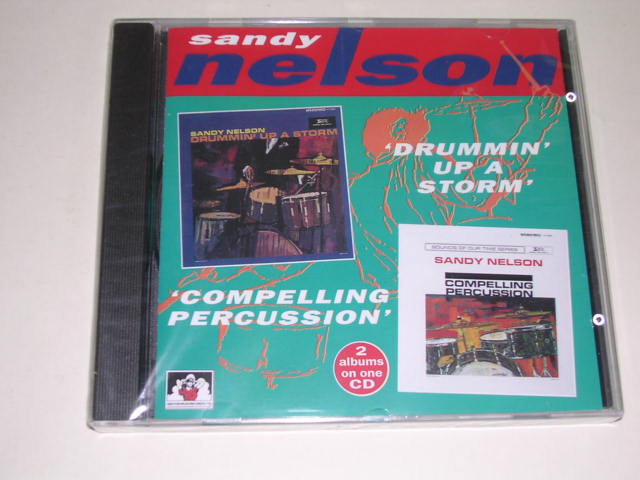 sandy
nelson
SANDY NELSON
DRUMMIN' UP A STORM
'DRUMMIN'
UP A
STORM'
SOUNDS OF OUR TIME SERIES
SANDY NELSON
COMPELLING
PERCUSSION
'COMPELLING
PERCUSSION'
2
albums
on one
CD